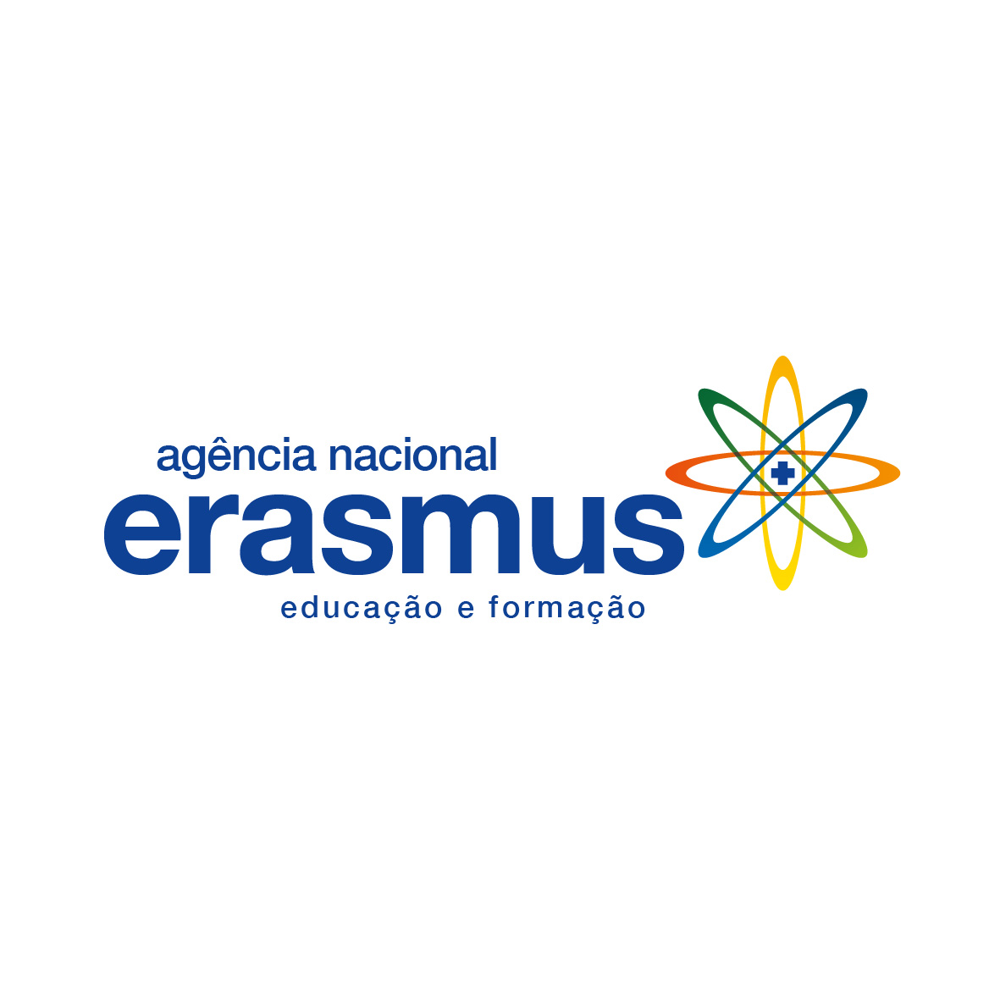 agência nacional
erasmus+
educação e formação